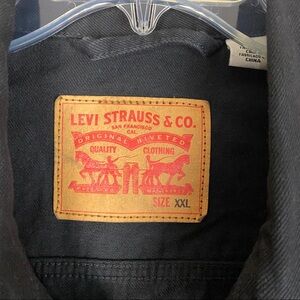 LEVI STRAUSS & CO.
SAN FRANCISCO
CAL.
ORIGINAL RIVETED
QUALITY CLOTHING
SIZE XXL
CHINA